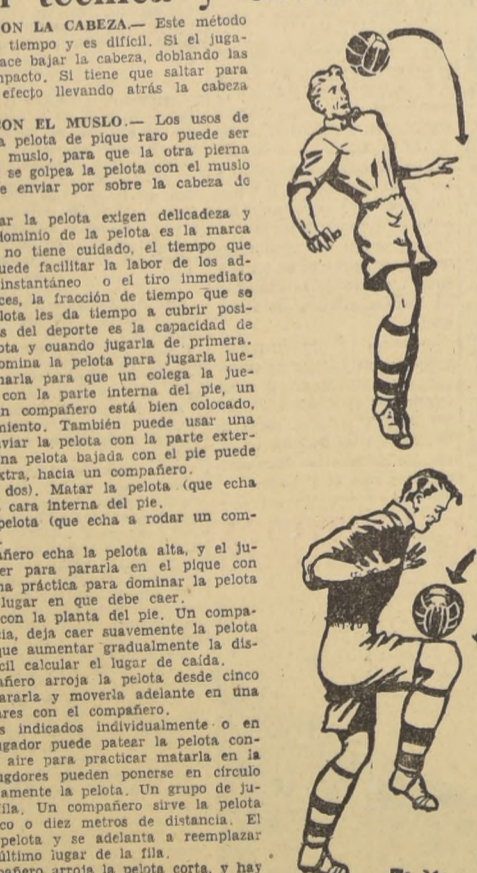 técnica y
ON LA CABEZA.— Este método
tiempo y es difícil. Si el juga-
ace bajar la cabeza, doblando las
mpacto. Si tiene que saltar para
efecto llevando atrás la cabeza
ON EL MUSLO.— Los usos de
a pelota de pique raro puede ser
muslo, para que la otra pierna
se golpea la pelota con el muslo
e enviar por sobre la cabeza de
ar la pelota exigen delicadeza y
dominio de la pelota es la marca
no tiene cuidado, el tiempo que
uede facilitar la labor de los ad-
instantáneo o el tiro inmediato
ces, la fracción de tiempo que se
lota les da tiempo a cubrir posi-
s del deporte es la capacidad de
ota y cuando jugarla de primera.
omina la pelota para jugarla lue-
narla para que un colega la jue-
con la parte interna del pie, un
n compañero está bien colocado,
miento. También puede usar una
viar la pelota con la parte exter-
na pelota bajada con el pie puede
xtra, hacia un compañero.
dos). Matar la pelota (que echa
cara interna del pie.
pelota (que echa a rodar un com-
añero echa la pelota alta, y el ju-
er para pararla en el pique con
na práctica para dominar la pelota
lugar en que debe caer.
con la planta del pie. Un compa-
cia, deja caer suavemente la pelota
que aumentar gradualmente la dis-
cil calcular el lugar de caída.
añero arroja la pelota desde cinco
ararla y moverla adelante en una
ares con el compañero.
s indicados individualmente o en
ugador puede patear la pelota con-
aire para practicar matarla en la
ugdores pueden ponerse en círculo
amente la pelota. Un grupo de ju-
fila. Un compañero sirve la pelota
co o diez metros de distancia. El
pelota y se adelanta a reemplazar
último lugar de la fila.
pañero arroja la pelota corta, y hay